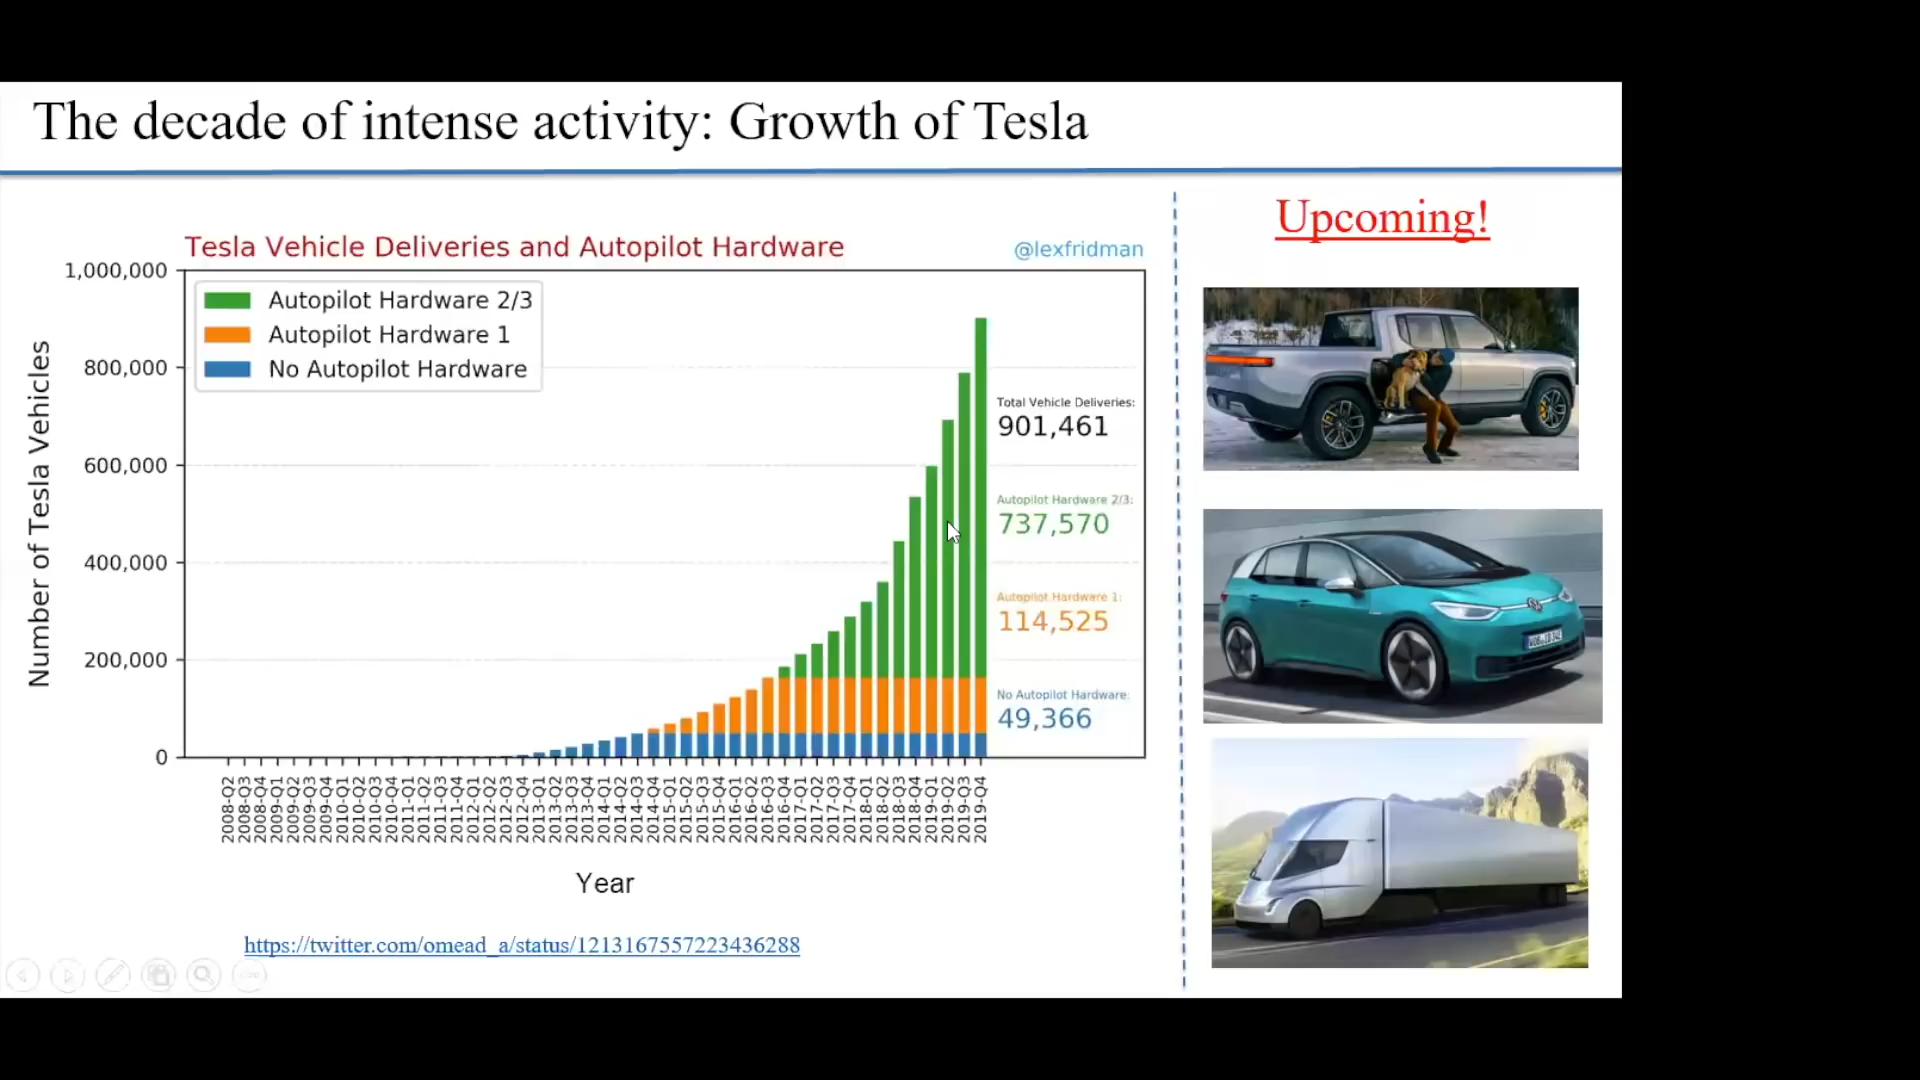 The decade of intense activity: Growth of Tesla
Upcoming!
Tesla Vehicle Deliveries and Autopilot Hardware
@lexfridman
Autopilot Hardware 2/3
Autopilot Hardware 1
No Autopilot Hardware
Number of Tesla Vehicles
1,000,000
800,000
600,000
400,000
200,000
0
Total Vehicle Deliveries:
901,461
Autopilot Hardware 2/3:
737,570
Autopilot Hardware 1:
114,525
No Autopilot Hardware:
49,366
2008-Q2
2008-Q3
2008-Q4
2009-Q1
2009-Q2
2009-Q3
2009-Q4
2010-Q1
2010-Q2
2010-Q3
2010-Q4
2011-Q1
2011-Q2
2011-Q3
2011-Q4
2012-Q1
2012-Q2
2012-Q3
2012-Q4
2013-Q1
2013-Q2
2013-Q3
2013-Q4
2014-Q1
2014-Q2
2014-Q3
2014-Q4
2015-Q1
2015-Q2
2015-Q3
2015-Q4
2016-Q1
2016-Q2
2016-Q3
2016-Q4
2017-Q1
2017-Q2
2017-Q3
2017-Q4
2018-Q1
2018-Q2
2018-Q3
2018-Q4
2019-Q1
2019-Q2
2019-Q3
2019-Q4
Year
https://twitter.com/omead_a/status/1213167557223436288